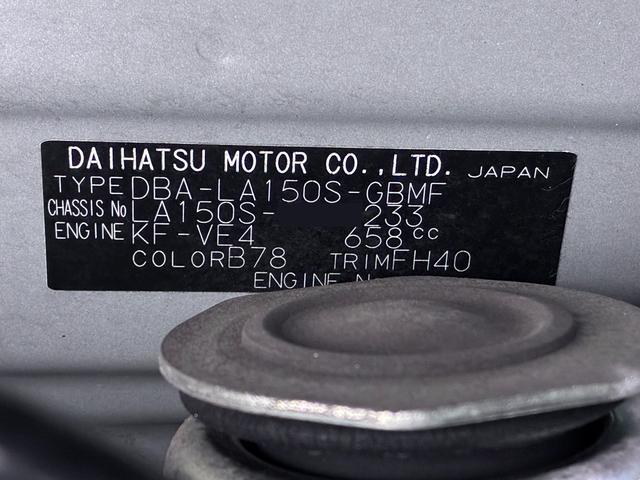 DAIHATSU MOTOR CO.,LTD. JAPAN
TYPE DBA-LA150S-GBMF
CHASSIS No LA150S- 233
ENGINE KF-VE4 658cc
COLOR B78 TRIM FH40
ENGINE